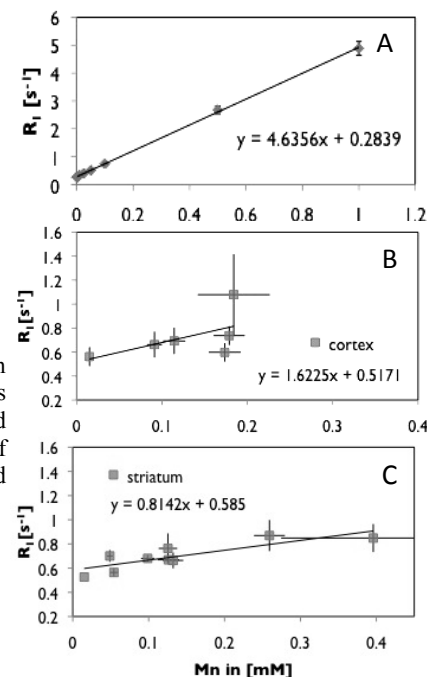 6
5
4
3
2
1
0
R1 [s-1]
A
y = 4.6356x + 0.2839
0 0.2 0.4 0.6 0.8 1 1.2
1.6
1.4
1.2
1
0.8
0.6
0.4
0.2
R1[s-1]
B
cortex
y = 1.6225x + 0.5171
0 0.1 0.2 0.3 0.4
n
s
d
f
d
1.6
1.4
1.2
1
0.8
0.6
0.4
0.2
R1[s-1]
C
striatum
y = 0.8142x + 0.585
0 0.1 0.2 0.3 0.4
Mn in [mM]